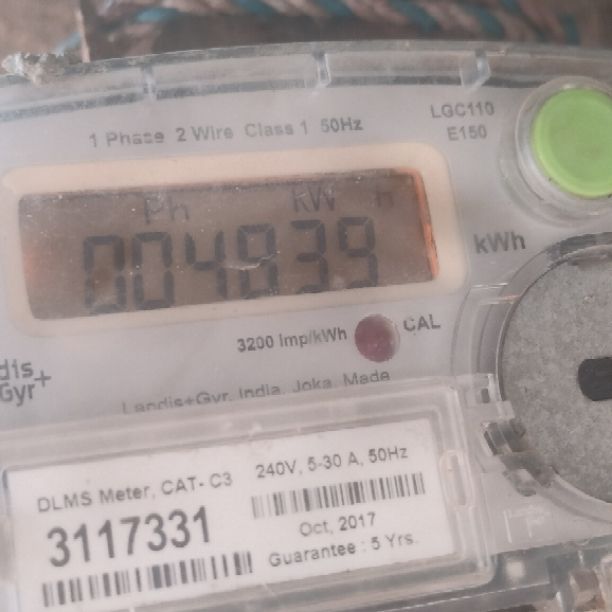 LGC110
E150
1 Phase 2 Wire Class 1 50Hz
Ph kW h
004839
kWh
3200 Imp/kWh
CAL
dis+
Gyr
Landis+Gyr, India, Joka, Made
DLMS Meter, CAT- C3
240V, 5-30 A, 50Hz
3117331
Oct, 2017
Guarantee : 5 Yrs.